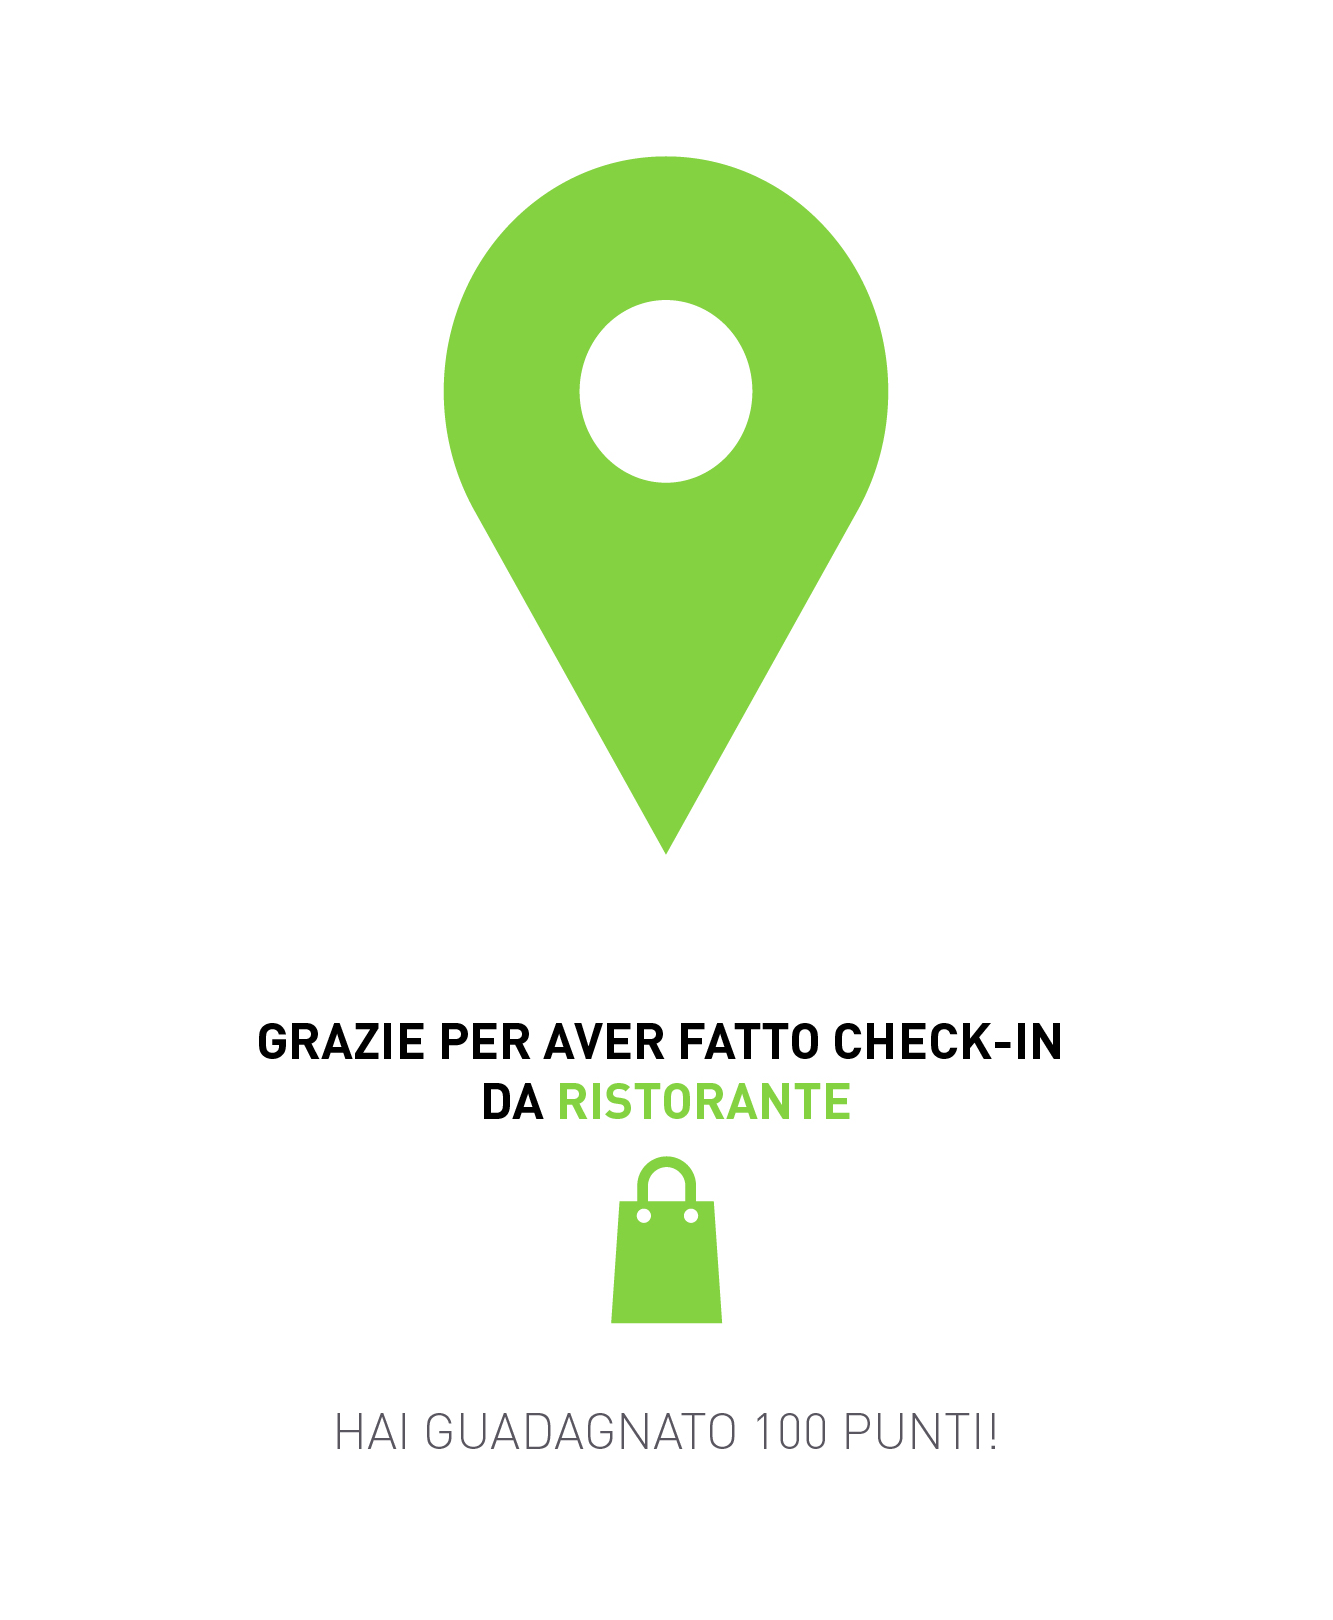 GRAZIE PER AVER FATTO CHECK-IN
DA RISTORANTE
HAI GUADAGNATO 100 PUNTI!